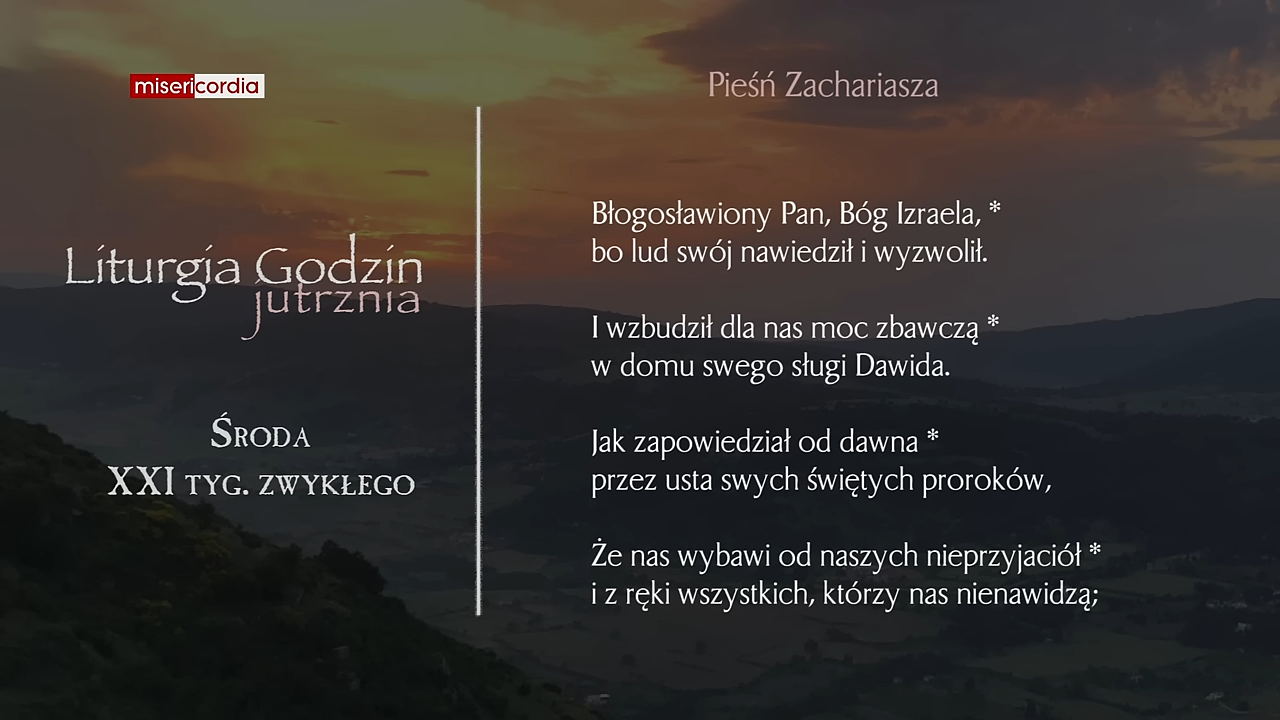 misericordia
Liturgia Godzin
jutrznia
Środa
XXI tyg. zwykłego
Pieśń Zachariasza
Błogosławiony Pan, Bóg Izraela, *
bo lud swój nawiedził i wyzwolił.
I wzbudził dla nas moc zbawczą *
w domu swego sługi Dawida.
Jak zapowiedział od dawna *
przez usta swych świętych proroków,
Że nas wybawi od naszych nieprzyjaciół *
i z ręki wszystkich, którzy nas nienawidzą;